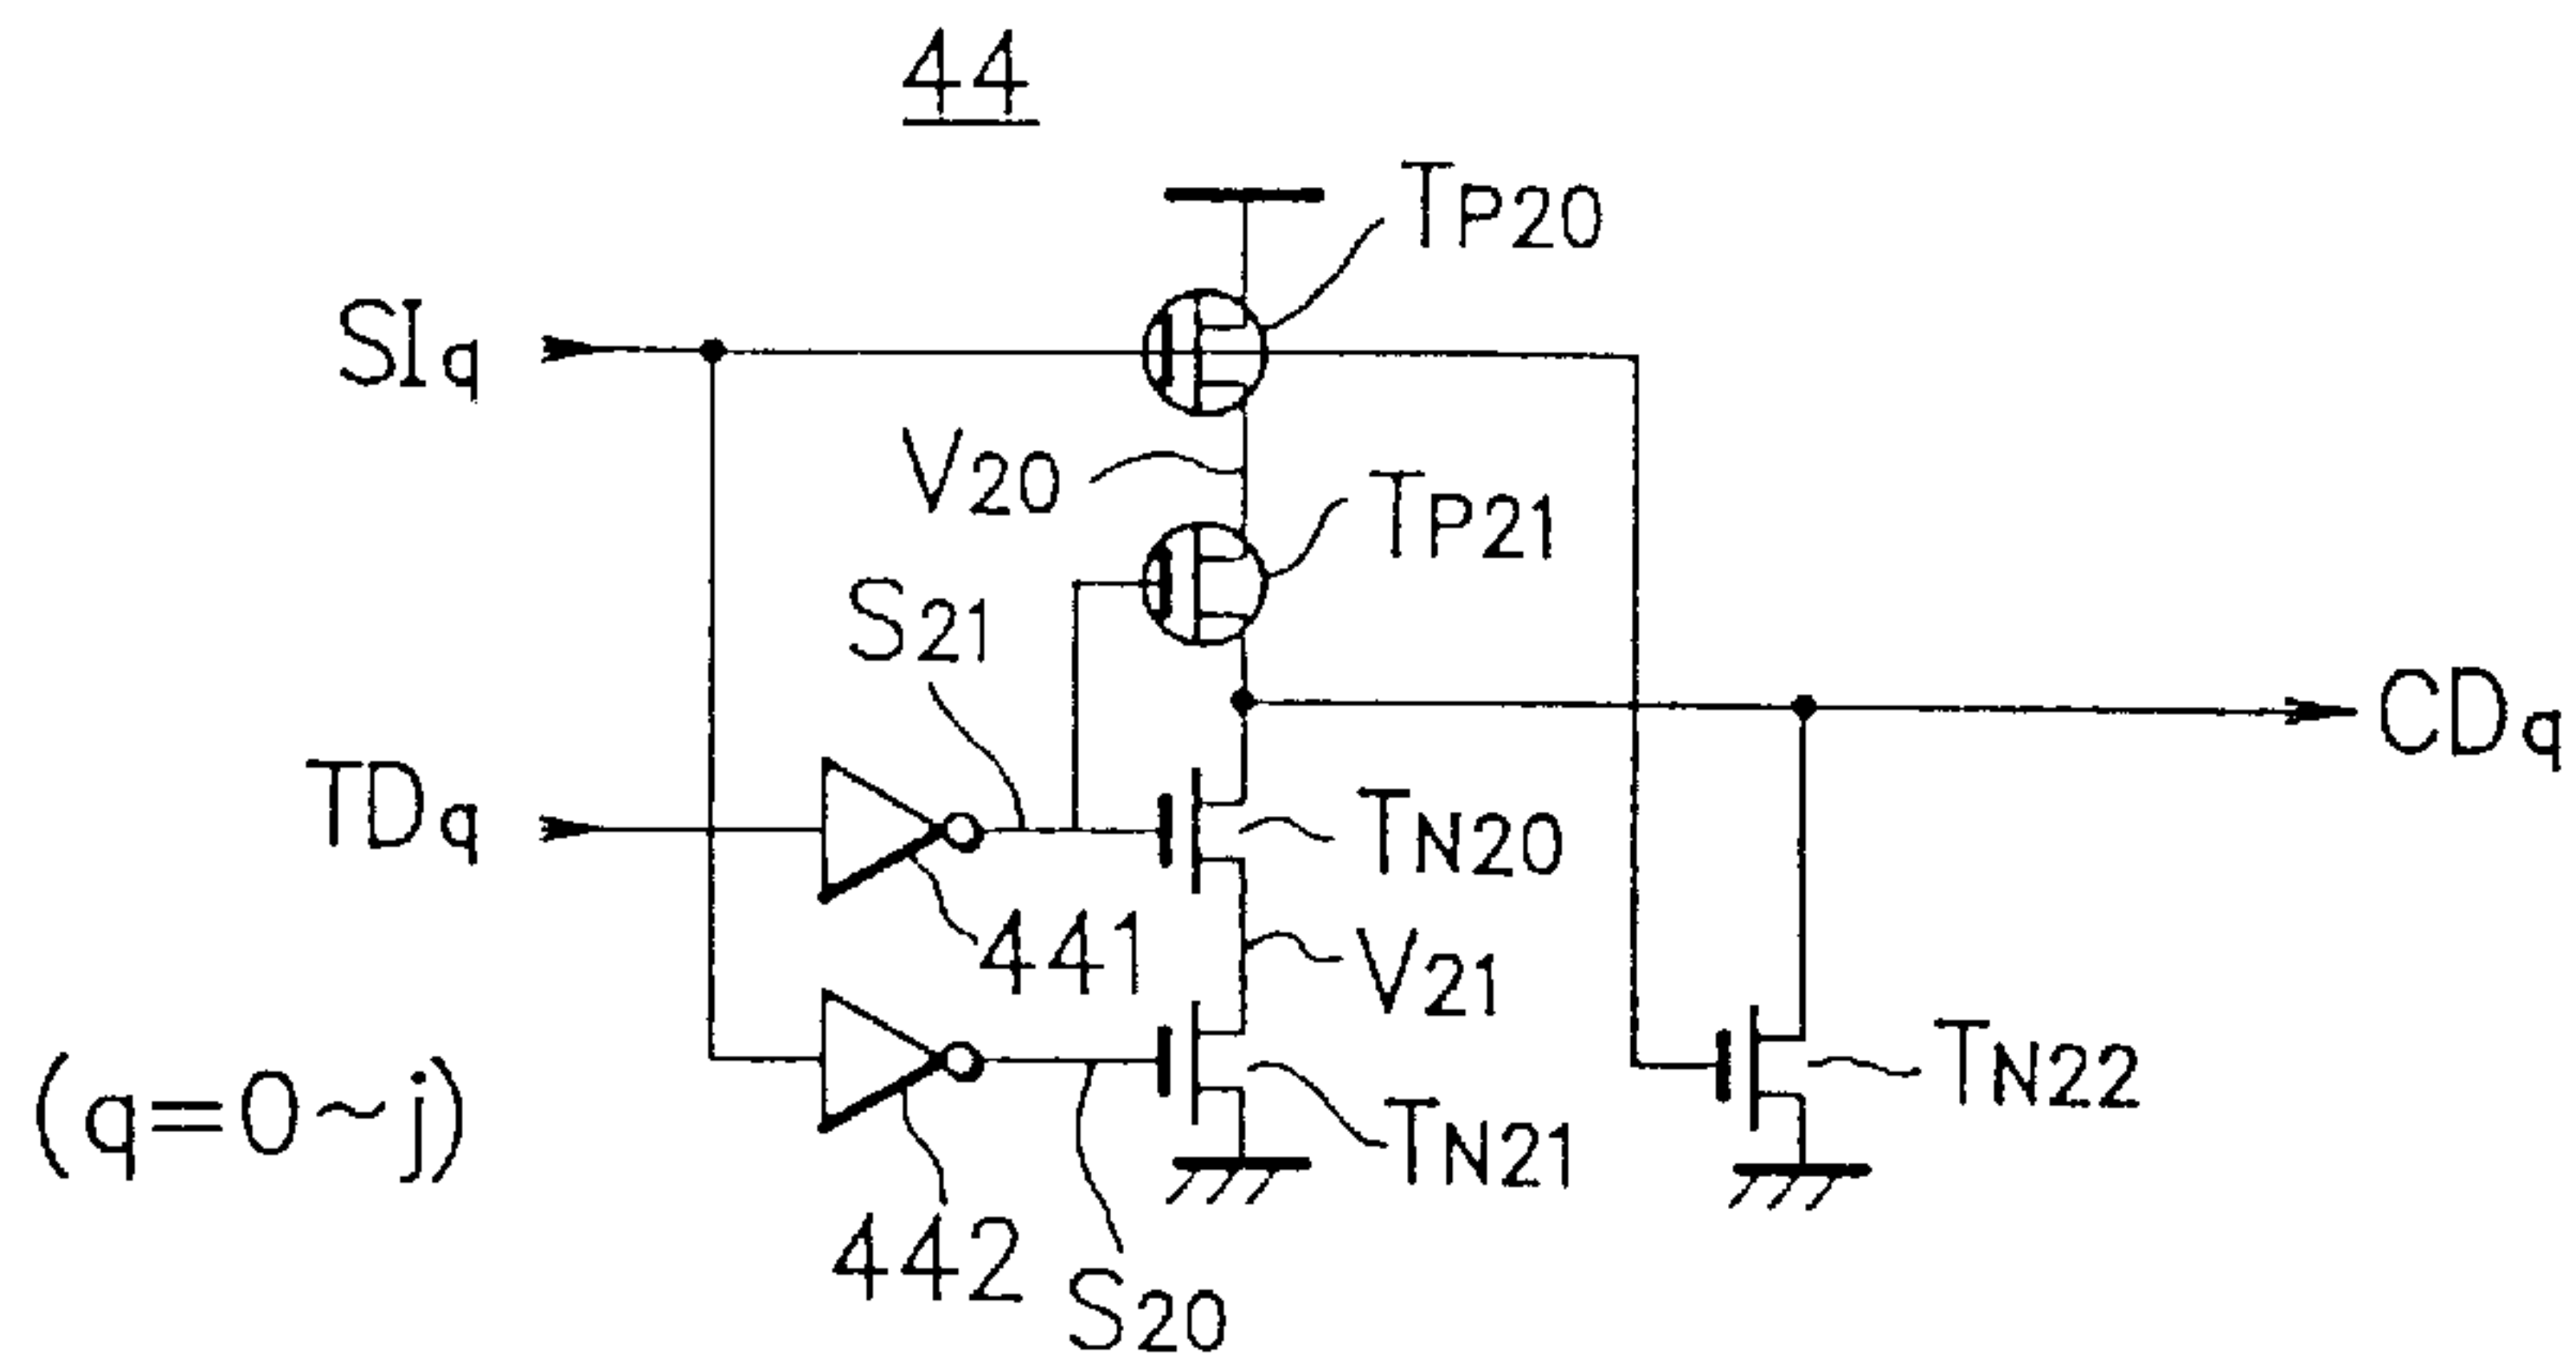 44
TP20
SIq
V20
TP21
S21
CDq
TDq
TN20
441
V21
TN22
(q=0~j)
TN21
442
S20